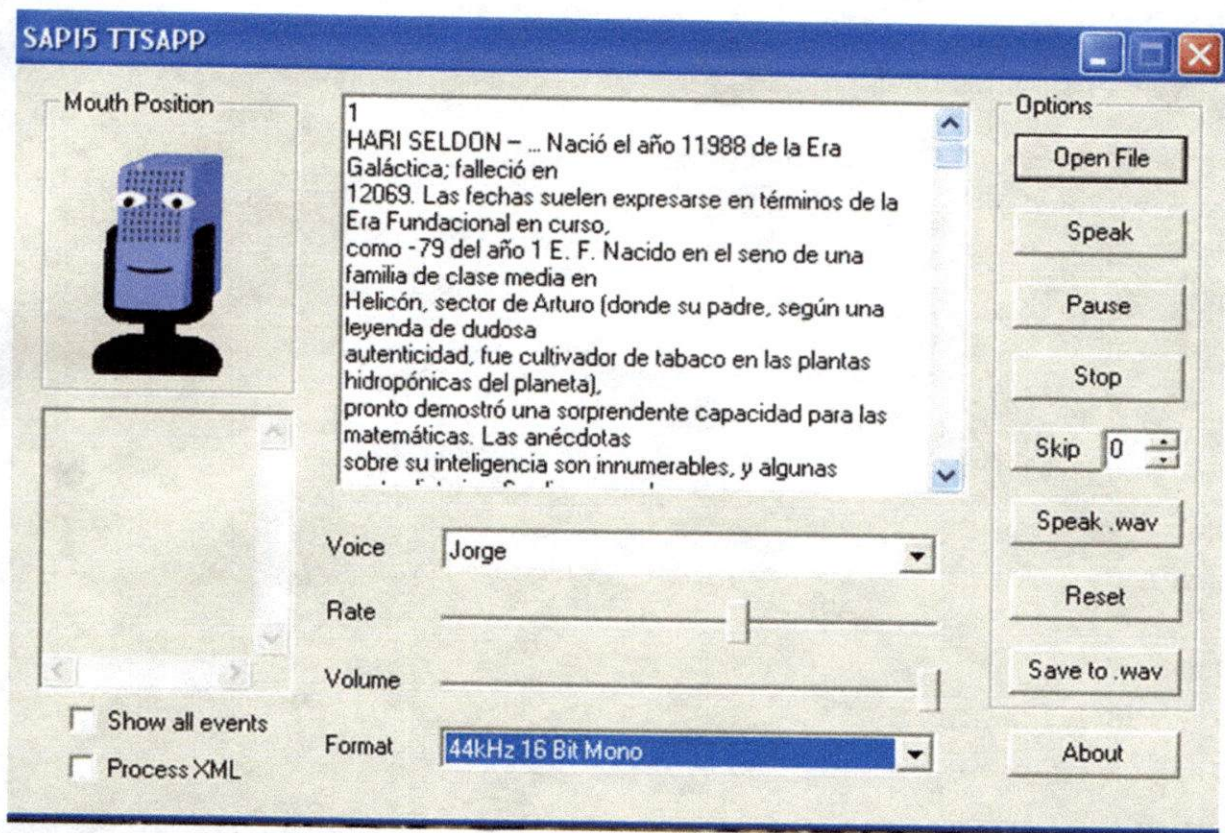 SAPI5 TTSAPP
Mouth Position
1
HARI SELDON – ... Nació el año 11988 de la Era
Galáctica; falleció en
12069. Las fechas suelen expresarse en términos de la
Era Fundacional en curso,
como -79 del año 1 E. F. Nacido en el seno de una
familia de clase media en
Helicón, sector de Arturo (donde su padre, según una
leyenda de dudosa
autenticidad, fue cultivador de tabaco en las plantas
hidropónicas del planeta),
pronto demostró una sorprendente capacidad para las
matemáticas. Las anécdotas
sobre su inteligencia son innumerables, y algunas
Options
Open File
Speak
Pause
Stop
Skip 0
Speak .wav
Reset
Save to .wav
About
Voice Jorge
Rate
Volume
Format 44kHz 16 Bit Mono
Show all events
Process XML